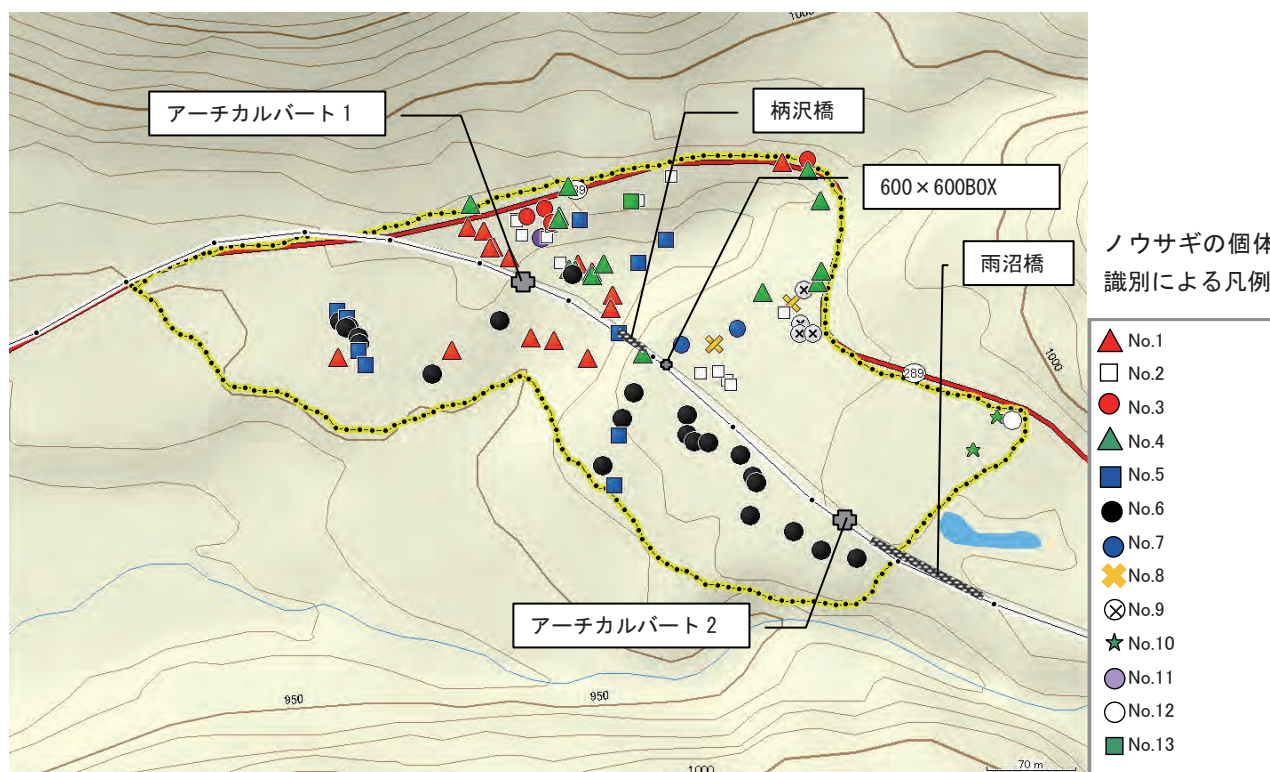 1000
アーチカルバート1
柄沢橋
289
600×600BOX
雨沼橋
ノウサギの個体
識別による凡例
1000
289
No.1
No.2
No.3
No.4
No.5
No.6
No.7
No.8
No.9
No.10
No.11
No.12
No.13
アーチカルバート2
950
950
1000
70 m